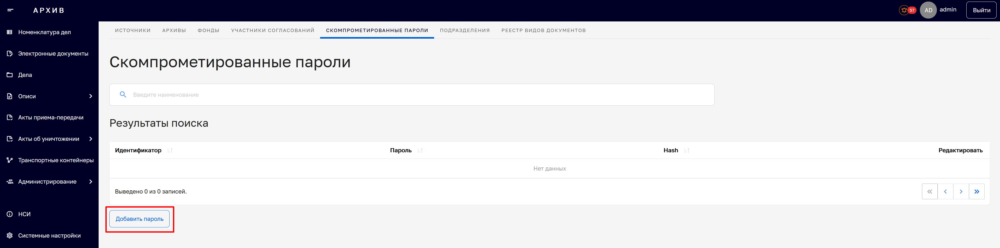 АРХИВ
57
AD
admin
Выйти
Номенклатура дел
Электронные документы
Дела
Описи
Акты приема-передачи
Акты об уничтожении
Транспортные контейнеры
Администрирование
НСИ
Системные настройки
ИСТОЧНИКИ АРХИВЫ ФОНДЫ УЧАСТНИКИ СОГЛАСОВАНИЙ СКОМПРОМЕТИРОВАННЫЕ ПАРОЛИ ПОДРАЗДЕЛЕНИЯ РЕЕСТР ВИДОВ ДОКУМЕНТОВ
Скомпрометированные пароли
Введите наименование
Результаты поиска
Идентификатор Пароль Hash Редактировать
Нет данных
Выведено 0 из 0 записей.
Добавить пароль